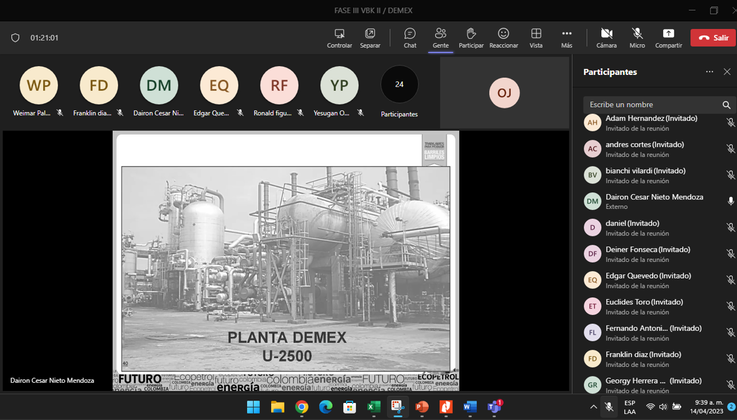 FASE III VBK II / DEMEX
01:21:01
Controlar
Separar
Chat
Gente
Participar
Reaccionar
Vista
Más
Cámara
Micro
Compartir
Salir
WP
FD
DM
EQ
RF
YP
24
OJ
Weimar Pal...
Franklin dia...
Dairon Cesar Ni...
Edgar Que...
Ronald figu...
Yesugan O...
Participantes
PLANTA DEMEX
U-2500
40
FUTURO
Ecopetrol
futuro
energía
Colombia
energía
FUTURO
ECOPETROL
energía
Dairon Cesar Nieto Mendoza
Participantes
Escribe un nombre
AH
Adam Hernandez (Invitado)
Invitado de la reunión
AC
andres cortes (Invitado)
Invitado de la reunión
BV
bianchi vilardi (Invitado)
Invitado de la reunión
DM
Dairon Cesar Nieto Mendoza
Externo
D
daniel (Invitado)
Invitado de la reunión
DF
Deiner Fonseca (Invitado)
Invitado de la reunión
EQ
Edgar Quevedo (Invitado)
Invitado de la reunión
ET
Euclides Toro (Invitado)
Invitado de la reunión
FL
Fernando Antoni... (Invitado)
Invitado de la reunión
FD
Franklin diaz (Invitado)
Invitado de la reunión
GR
Georgy Herrera ... (Invitado)
Invitado de la reunión
ESP
LAA
9:39 a. m.
14/04/2023